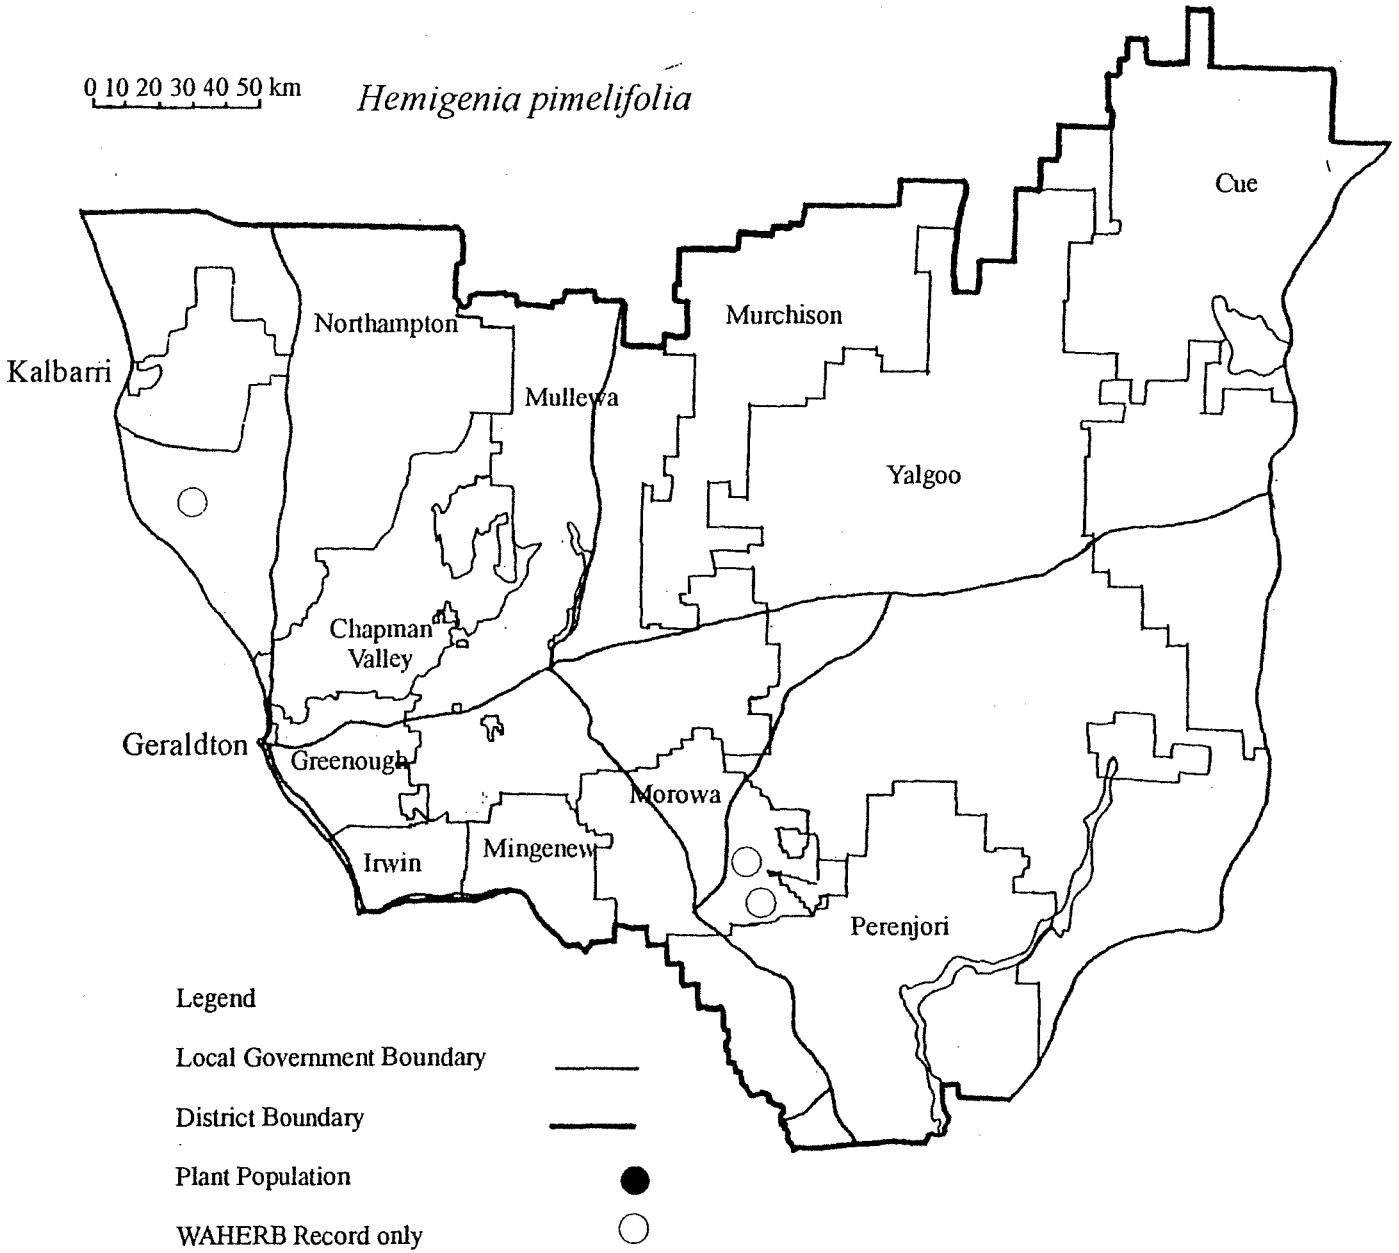 0 10 20 30 40 50 km
Hemigenia pimelifolia
Cue
Northampton
Murchison
Kalbarri
Mullewa
Yalgoo
Chapman
Valley
Geraldton
Greenough
Morowa
Irwin
Mingenew
Perenjori
Legend
Local Government Boundary
District Boundary
Plant Population
WAHERB Record only